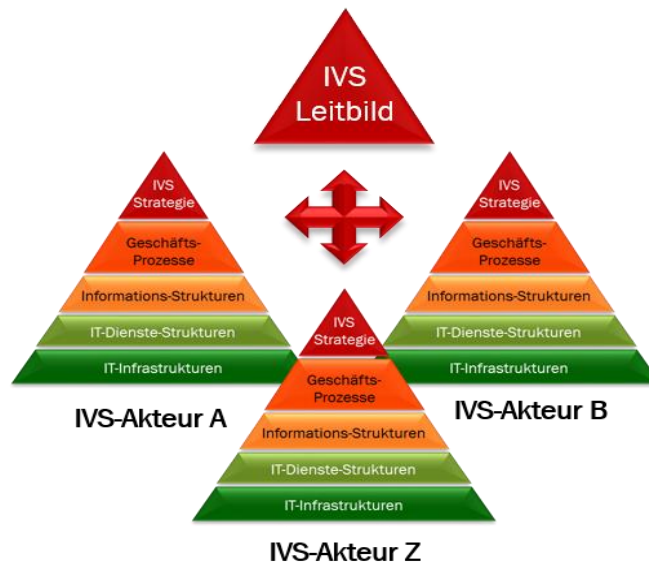 IVS
Leitbild
IVS
Strategie
Geschäfts-
Prozesse
Informations-Strukturen
IT-Dienste-Strukturen
IT-Infrastrukturen
IVS-Akteur A
IVS
Strategie
Geschäfts-
Prozesse
Informations-Strukturen
IT-Dienste-Strukturen
IT-Infrastrukturen
IVS-Akteur B
IVS
Strategie
Geschäfts-
Prozesse
Informations-Strukturen
IT-Dienste-Strukturen
IT-Infrastrukturen
IVS-Akteur Z